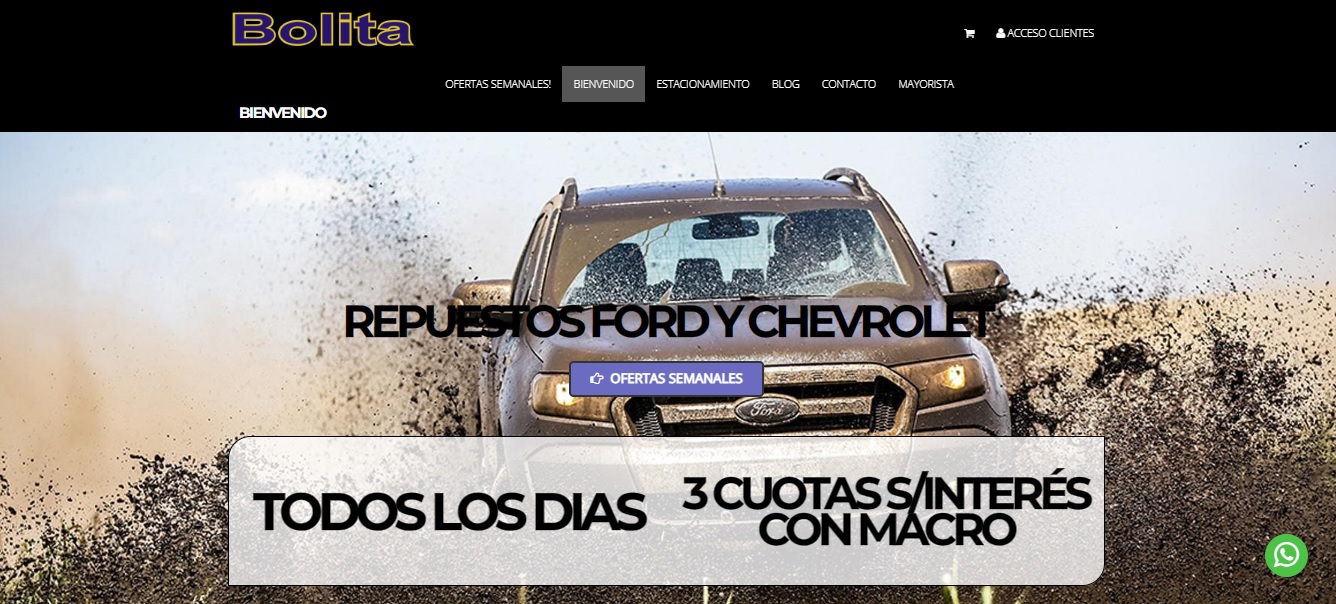 Bolita
ACCESO CLIENTES
OFERTAS SEMANALES! BIENVENIDO ESTACIONAMIENTO BLOG CONTACTO MAYORISTA
BIENVENIDO
REPUESTOS FORD Y CHEVROLET
OFERTAS SEMANALES
Ford
TODOS LOS DIAS
3 CUOTAS S/INTERÉS
CON MACRO